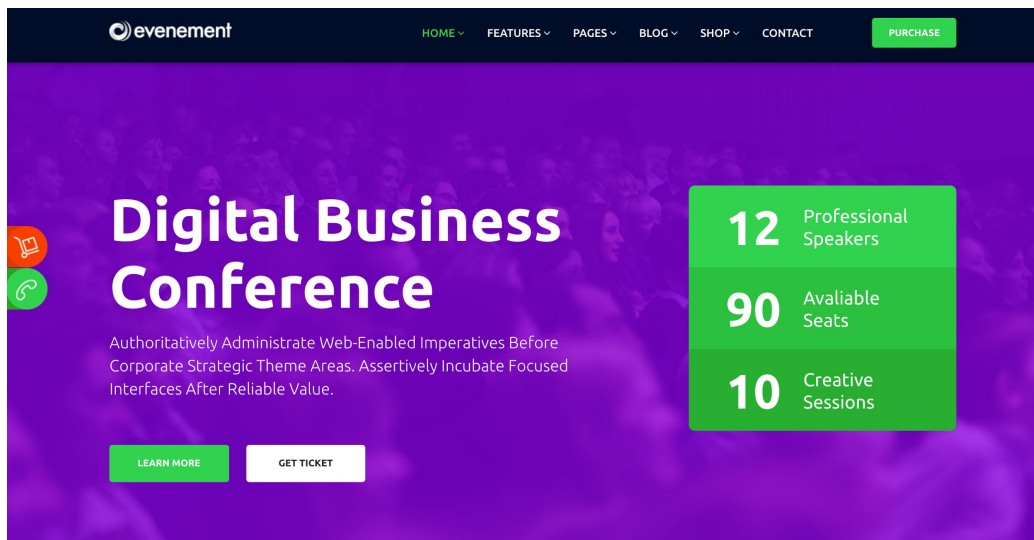 evenement
HOME
FEATURES
PAGES
BLOG
SHOP
CONTACT
PURCHASE
Digital Business
Conference
Authoritatively Administrate Web-Enabled Imperatives Before
Corporate Strategic Theme Areas. Assertively Incubate Focused
Interfaces After Reliable Value.
LEARN MORE
GET TICKET
12
Professional
Speakers
90
Avaliable
Seats
10
Creative
Sessions